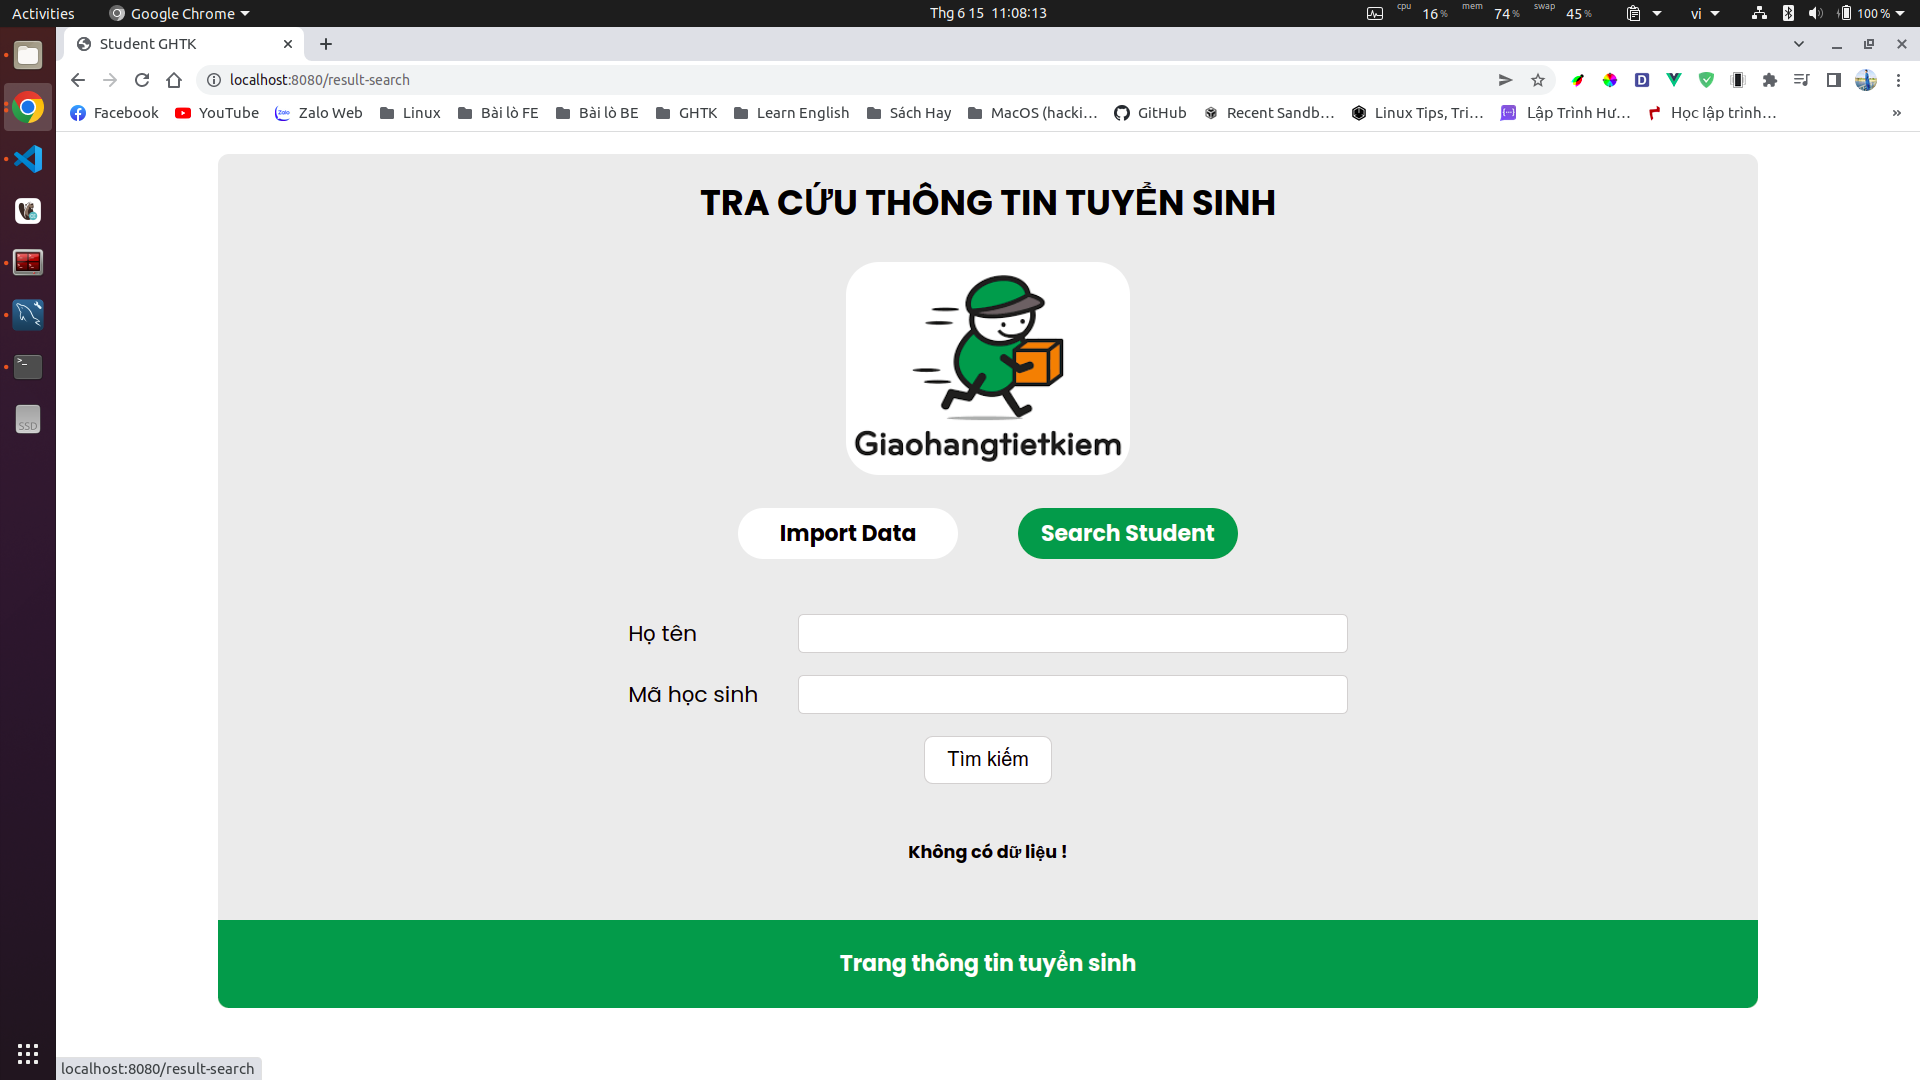 Activities Google Chrome Thg 6 15 11:08:13 cpu 16% mem 74% swap 45% vi 100%
Student GHTK
localhost:8080/result-search
Facebook YouTube Zalo Web Linux Bài lò FE Bài lò BE GHTK Learn English Sách Hay MacOS (hacki… GitHub Recent Sandb… Linux Tips, Tri… Lập Trình Hư… Học lập trình… »
TRA CỨU THÔNG TIN TUYỂN SINH
Giaohangtietkiem
Import Data Search Student
Họ tên
Mã học sinh
Tìm kiếm
Không có dữ liệu !
Trang thông tin tuyển sinh
SSD
localhost:8080/result-search